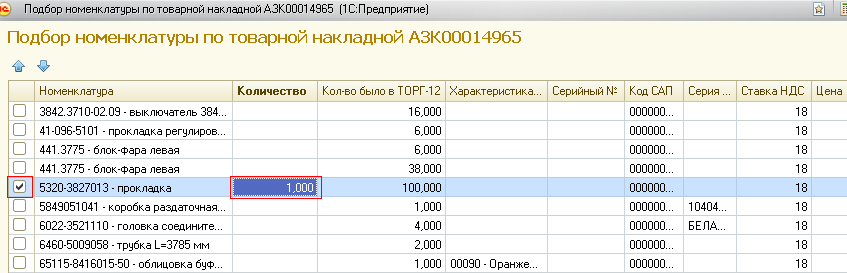 Подбор номенклатуры по товарной накладной АЗК00014965 (1С:Предприятие)
Подбор номенклатуры по товарной накладной АЗК00014965
Номенклатура Количество Кол-во было в ТОРГ-12 Характеристика... Серийный № Код САП Серия ... Ставка НДС Цена
3842.3710-02.09 - выключатель 384... 16,000 000000... 18
41-096-5101 - прокладка регулиров... 6,000 000000... 18
441.3775 - блок-фара левая 6,000 000000... 18
441.3775 - блок-фара левая 38,000 000000... 18
5320-3827013 - прокладка 1,000 100,000 000000... 18
5849051041 - коробка раздаточная... 1,000 000000... 10404... 18
6022-3521110 - головка соедините... 4,000 000000... БЕЛА... 18
6460-5009058 - трубка L=3785 мм 2,000 000000... 18
65115-8416015-50 - облицовка буф... 1,000 00090 - Оранже... 000000... 18